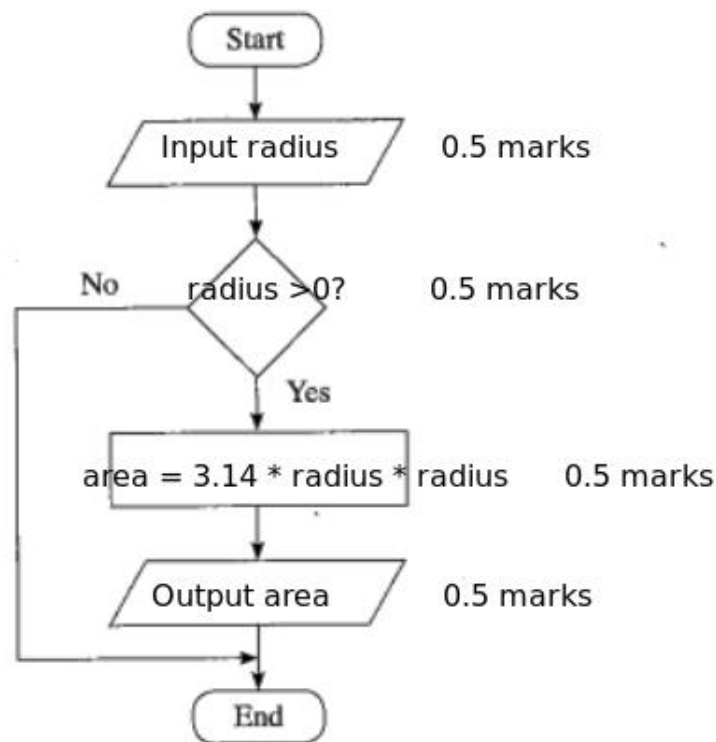 Start
Input radius 0.5 marks
No radius >0? 0.5 marks
Yes
area = 3.14 * radius * radius 0.5 marks
Output area 0.5 marks
End